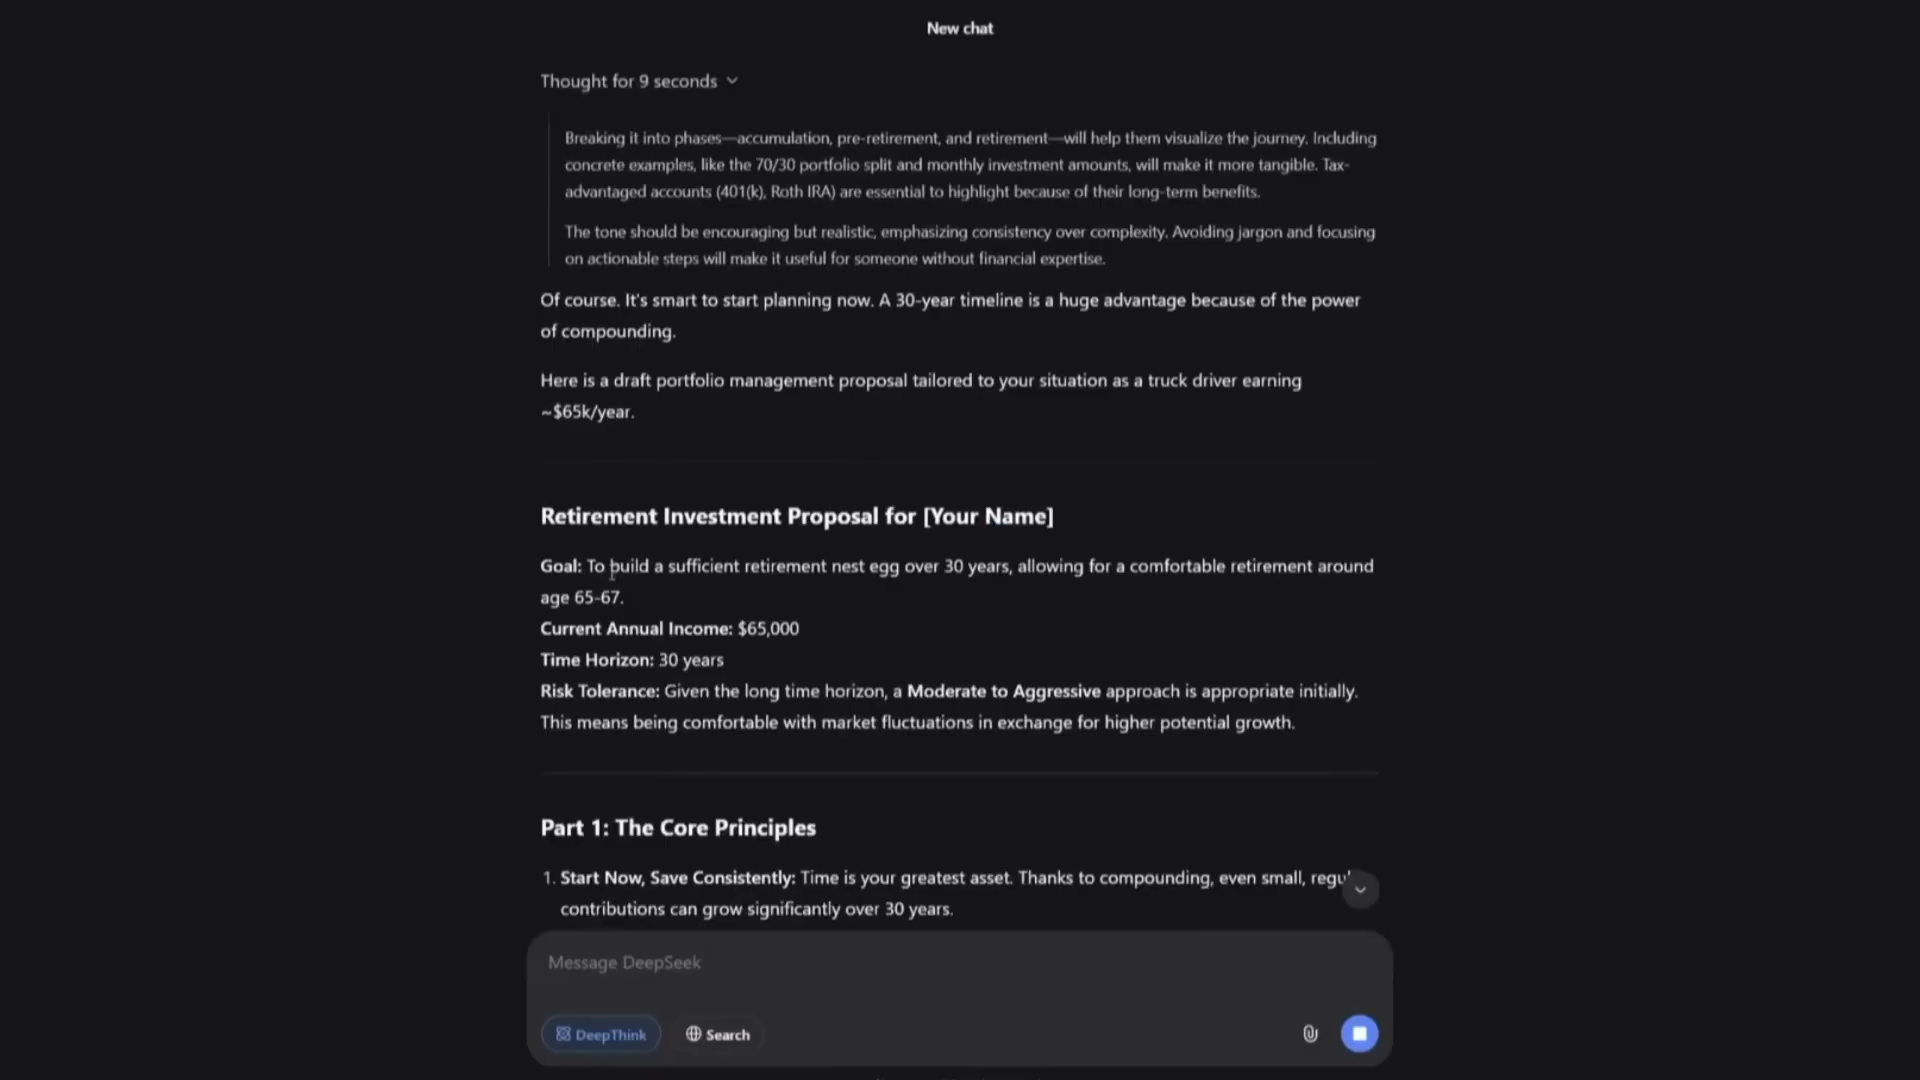 New chat
Thought for 9 seconds
Breaking it into phases—accumulation, pre-retirement, and retirement—will help them visualize the journey. Including
concrete examples, like the 70/30 portfolio split and monthly investment amounts, will make it more tangible. Tax-
advantaged accounts (401(k), Roth IRA) are essential to highlight because of their long-term benefits.
The tone should be encouraging but realistic, emphasizing consistency over complexity. Avoiding jargon and focusing
on actionable steps will make it useful for someone without financial expertise.
Of course. It's smart to start planning now. A 30-year timeline is a huge advantage because of the power
of compounding.
Here is a draft portfolio management proposal tailored to your situation as a truck driver earning
~$65k/year.
Retirement Investment Proposal for [Your Name]
Goal: To build a sufficient retirement nest egg over 30 years, allowing for a comfortable retirement around
age 65-67.
Current Annual Income: $65,000
Time Horizon: 30 years
Risk Tolerance: Given the long time horizon, a Moderate to Aggressive approach is appropriate initially.
This means being comfortable with market fluctuations in exchange for higher potential growth.
Part 1: The Core Principles
1. Start Now, Save Consistently: Time is your greatest asset. Thanks to compounding, even small,
contributions can grow significantly over 30 years.
Message DeepSeek
DeepThink
Search